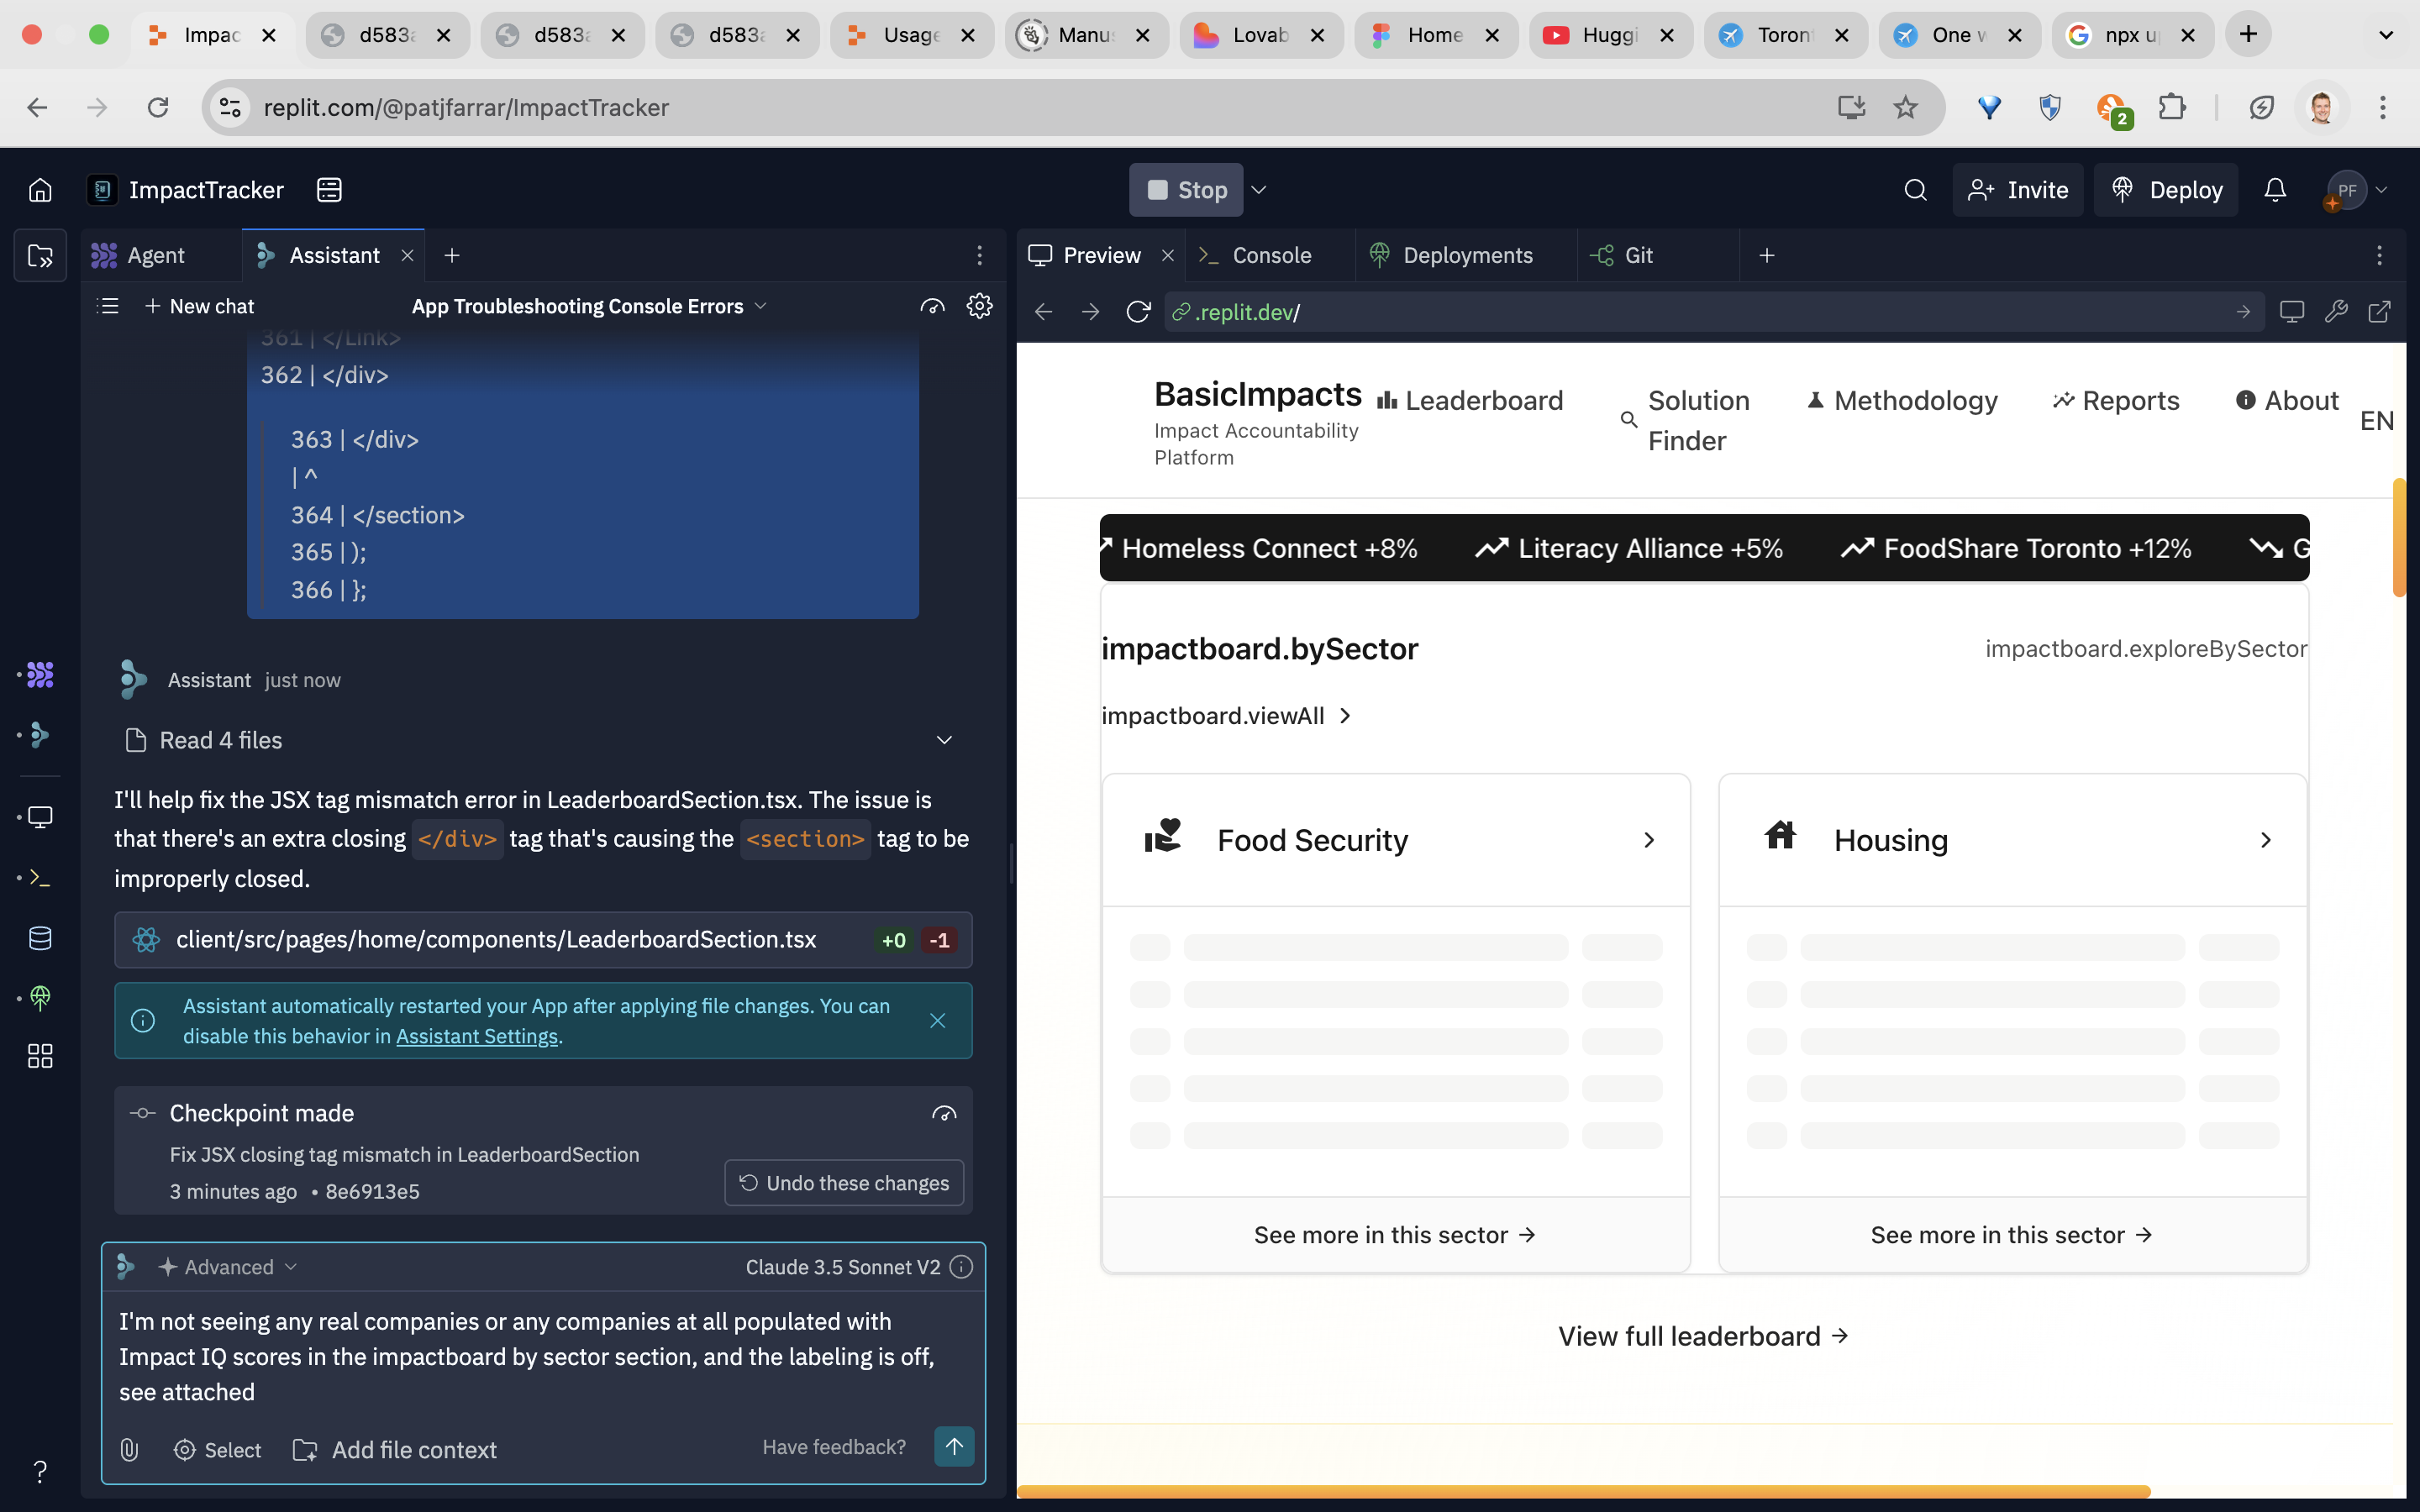 Impac
d583a
d583a
d583a
Usage
Manus
Lovab
Home
Huggi
Toron
One w
npx u
replit.com/@patjfarrar/ImpactTracker
2
ImpactTracker
Stop
Invite
Deploy
PF
Agent
Assistant
New chat
App Troubleshooting Console Errors
361 | </Link>
362 | </div>
363 | </div>
| ^
364 | </section>
365 | );
366 | };
Assistant just now
Read 4 files
I'll help fix the JSX tag mismatch error in LeaderboardSection.tsx. The issue is
that there's an extra closing </div> tag that's causing the <section> tag to be
improperly closed.
client/src/pages/home/components/LeaderboardSection.tsx +0 -1
Assistant automatically restarted your App after applying file changes. You can
disable this behavior in Assistant Settings.
Checkpoint made
Fix JSX closing tag mismatch in LeaderboardSection
3 minutes ago • 8e6913e5
Undo these changes
Advanced
Claude 3.5 Sonnet V2
I'm not seeing any real companies or any companies at all populated with
Impact IQ scores in the impactboard by sector section, and the labeling is off,
see attached
Select
Add file context
Have feedback?
?
Preview
Console
Deployments
Git
.replit.dev/
BasicImpacts
Impact Accountability
Platform
Leaderboard
Solution
Finder
Methodology
Reports
About
EN
Homeless Connect +8%
Literacy Alliance +5%
FoodShare Toronto +12%
G
impactboard.bySector
impactboard.exploreBySector
impactboard.viewAll
Food Security
Housing
See more in this sector →
See more in this sector →
View full leaderboard →